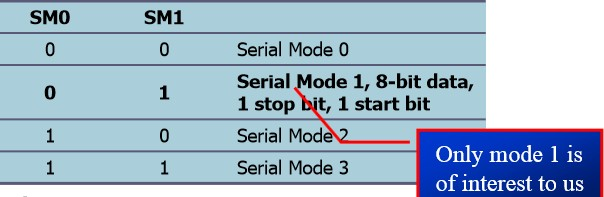 SM0 SM1
0 0 Serial Mode 0
0 1 Serial Mode 1, 8-bit data,
1 stop bit, 1 start bit
1 0 Serial Mode 2
1 1 Serial Mode 3
Only mode 1 is
of interest to us